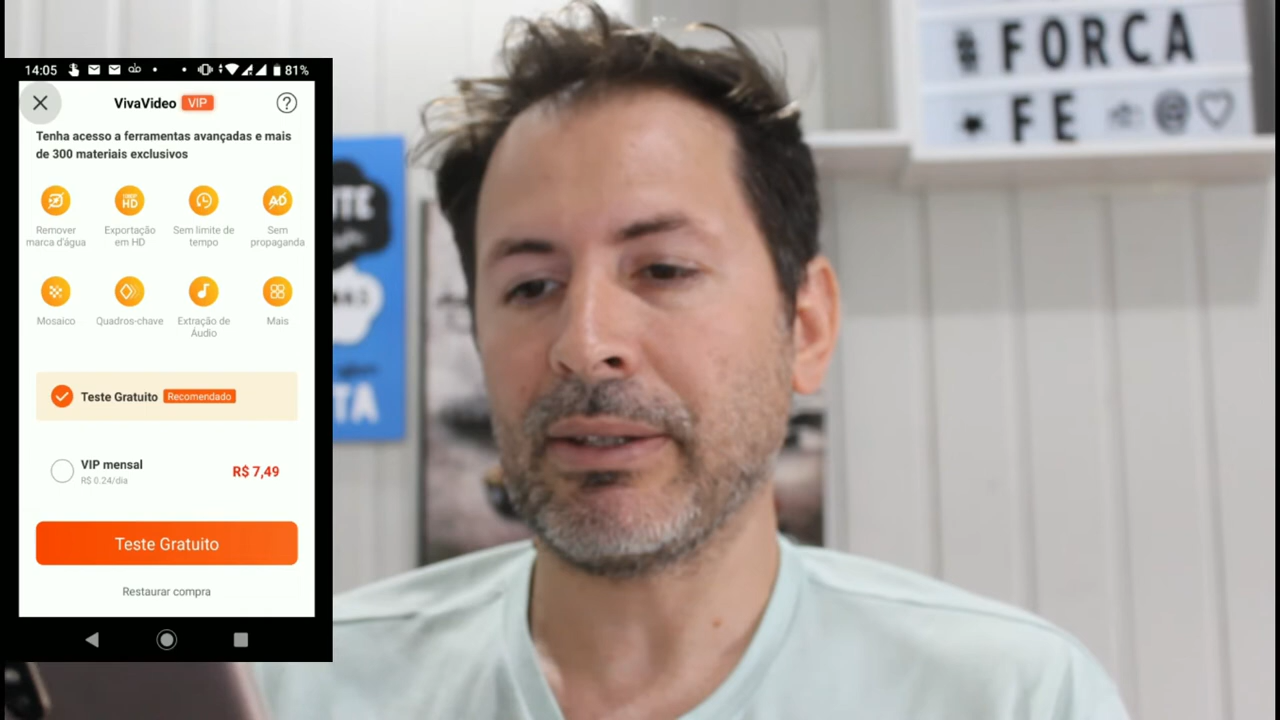 14:05
81%
VivaVideo VIP
Tenha acesso a ferramentas avançadas e mais
de 300 materiais exclusivos
Remover
marca d'água
Exportação
em HD
Sem limite de
tempo
Sem
propaganda
Mosaico
Quadros-chave
Extração de
Áudio
Mais
Teste Gratuito Recomendado
VIP mensal
R$ 0.24/dia
R$ 7,49
Teste Gratuito
Restaurar compra
#FORCA
FE @
TA